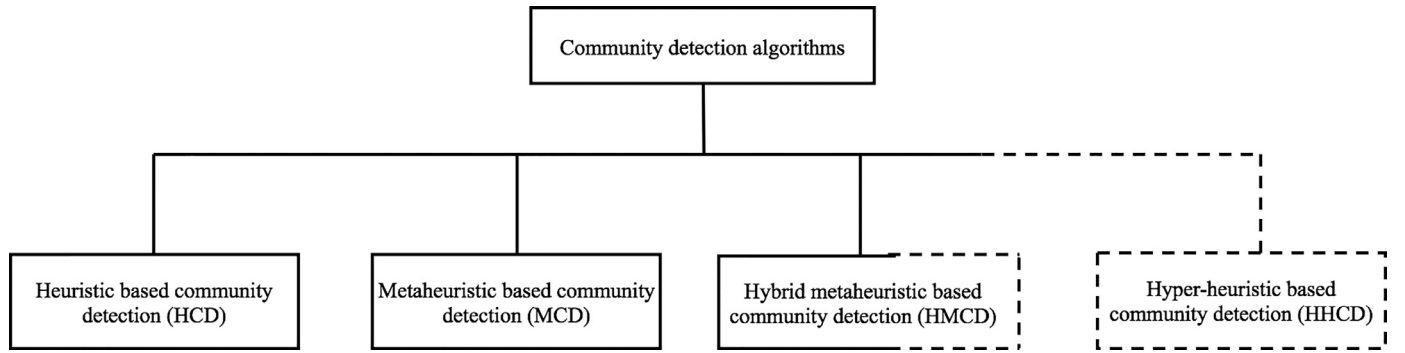 Community detection algorithms
Heuristic based community
detection (HCD)
Metaheuristic based community
detection (MCD)
Hybrid metaheuristic based
community detection (HMCD)
Hyper-heuristic based
community detection (HHCD)